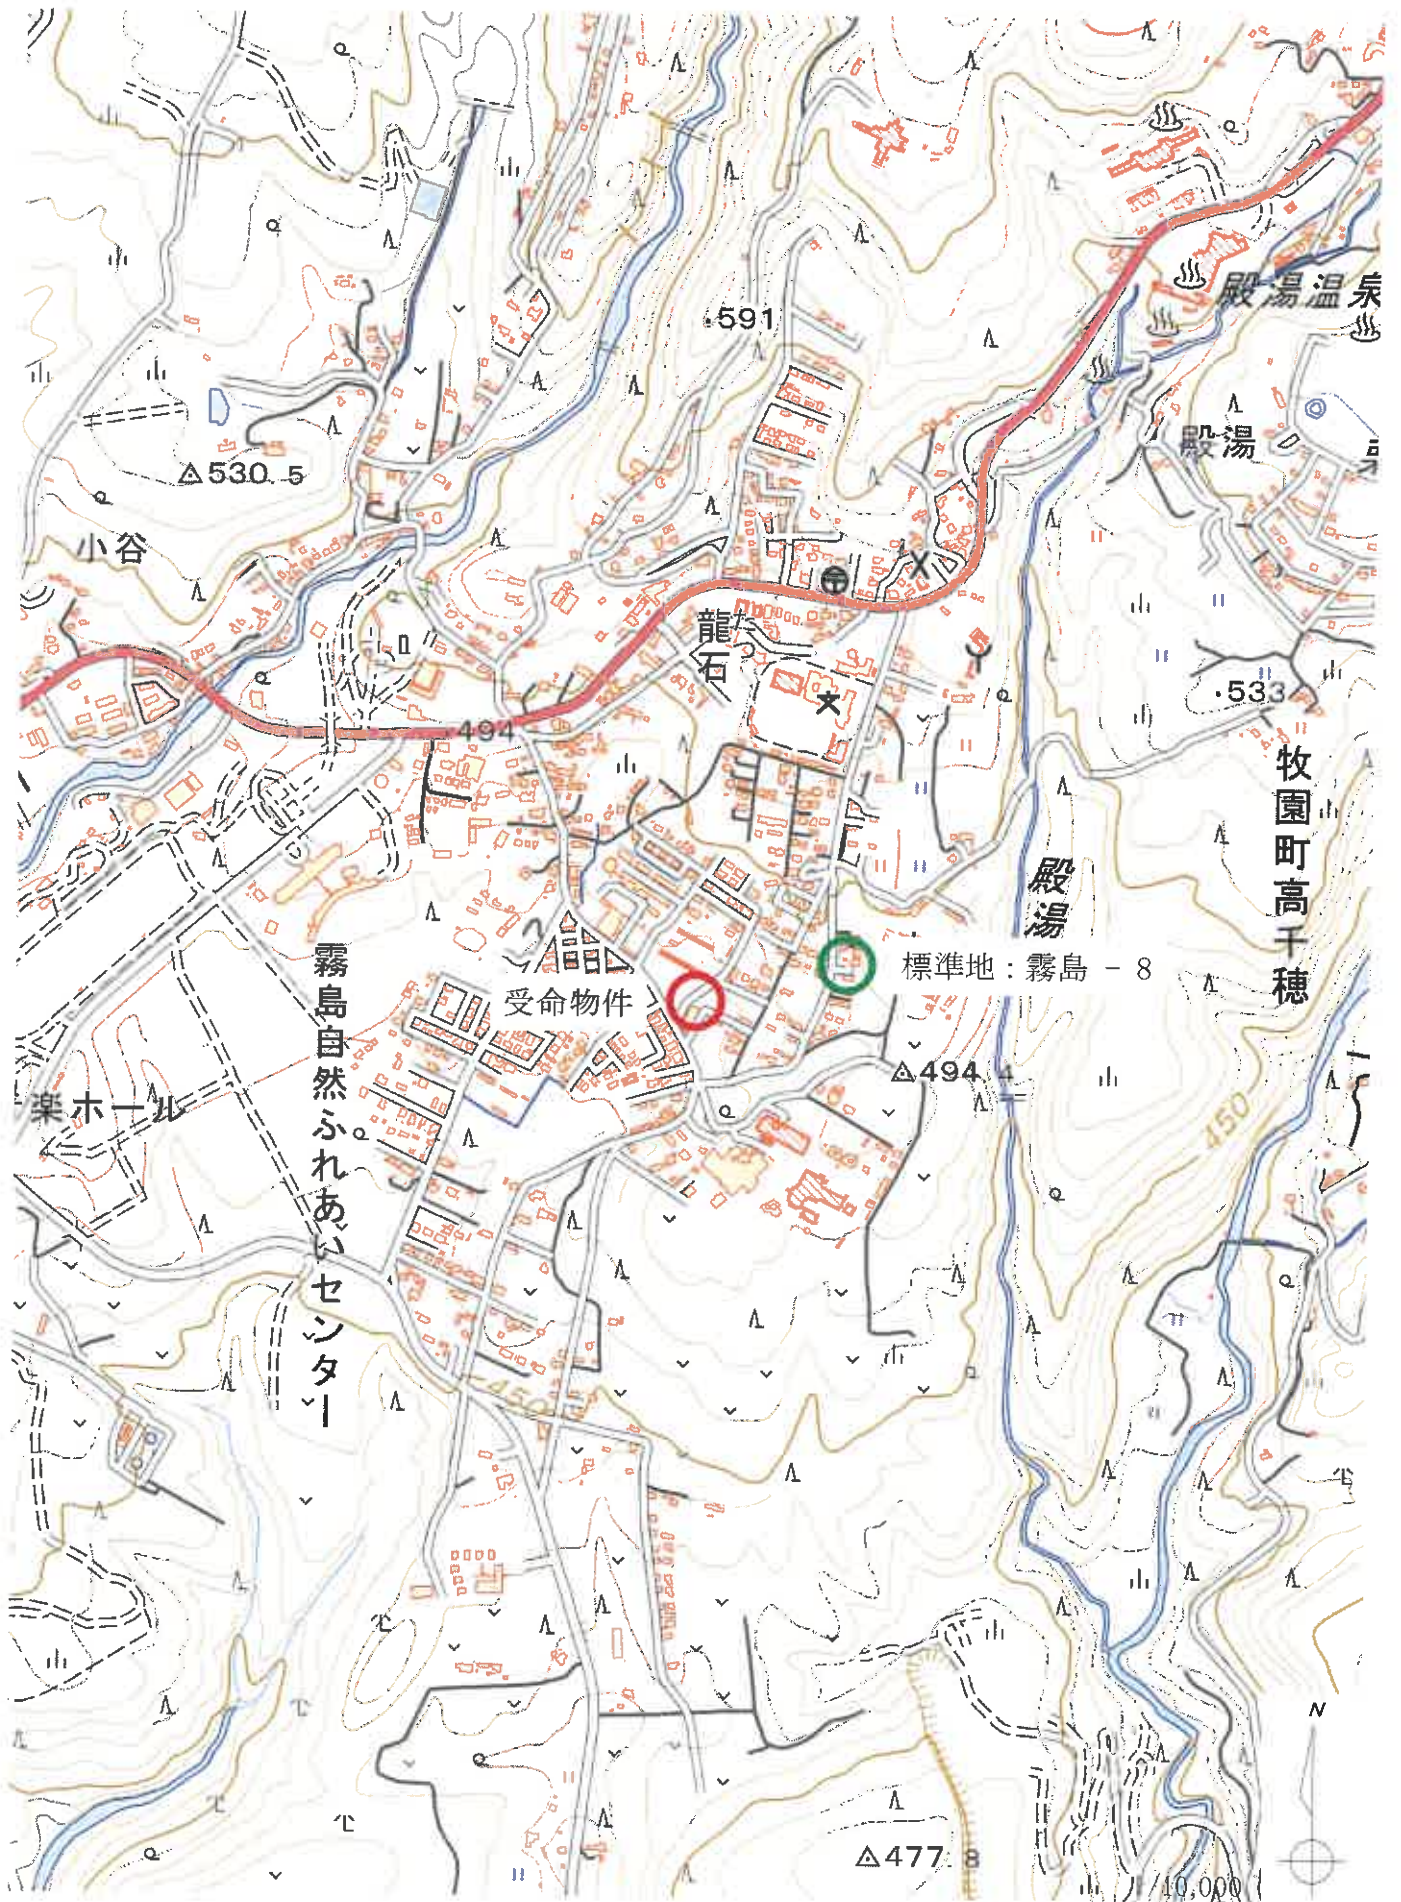 591
殿湯温泉
殿湯
530.5
小谷
龍石
533
494
牧園町高千穂
殿湯
霧島自然ふれあいセンター
標準地：霧島 － 8
受命物件
494.4
楽ホール
450
450
N
477.8
1/10,000